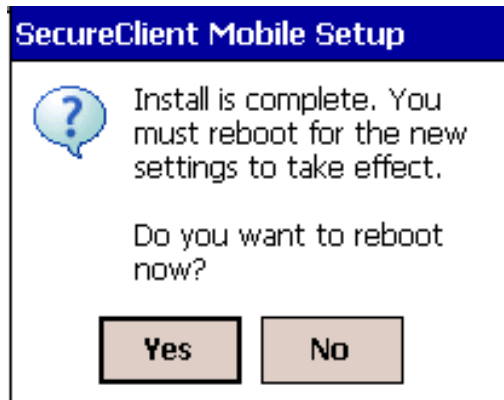 SecureClient Mobile Setup
?
Install is complete. You
must reboot for the new
settings to take effect.
Do you want to reboot
now?
Yes
No